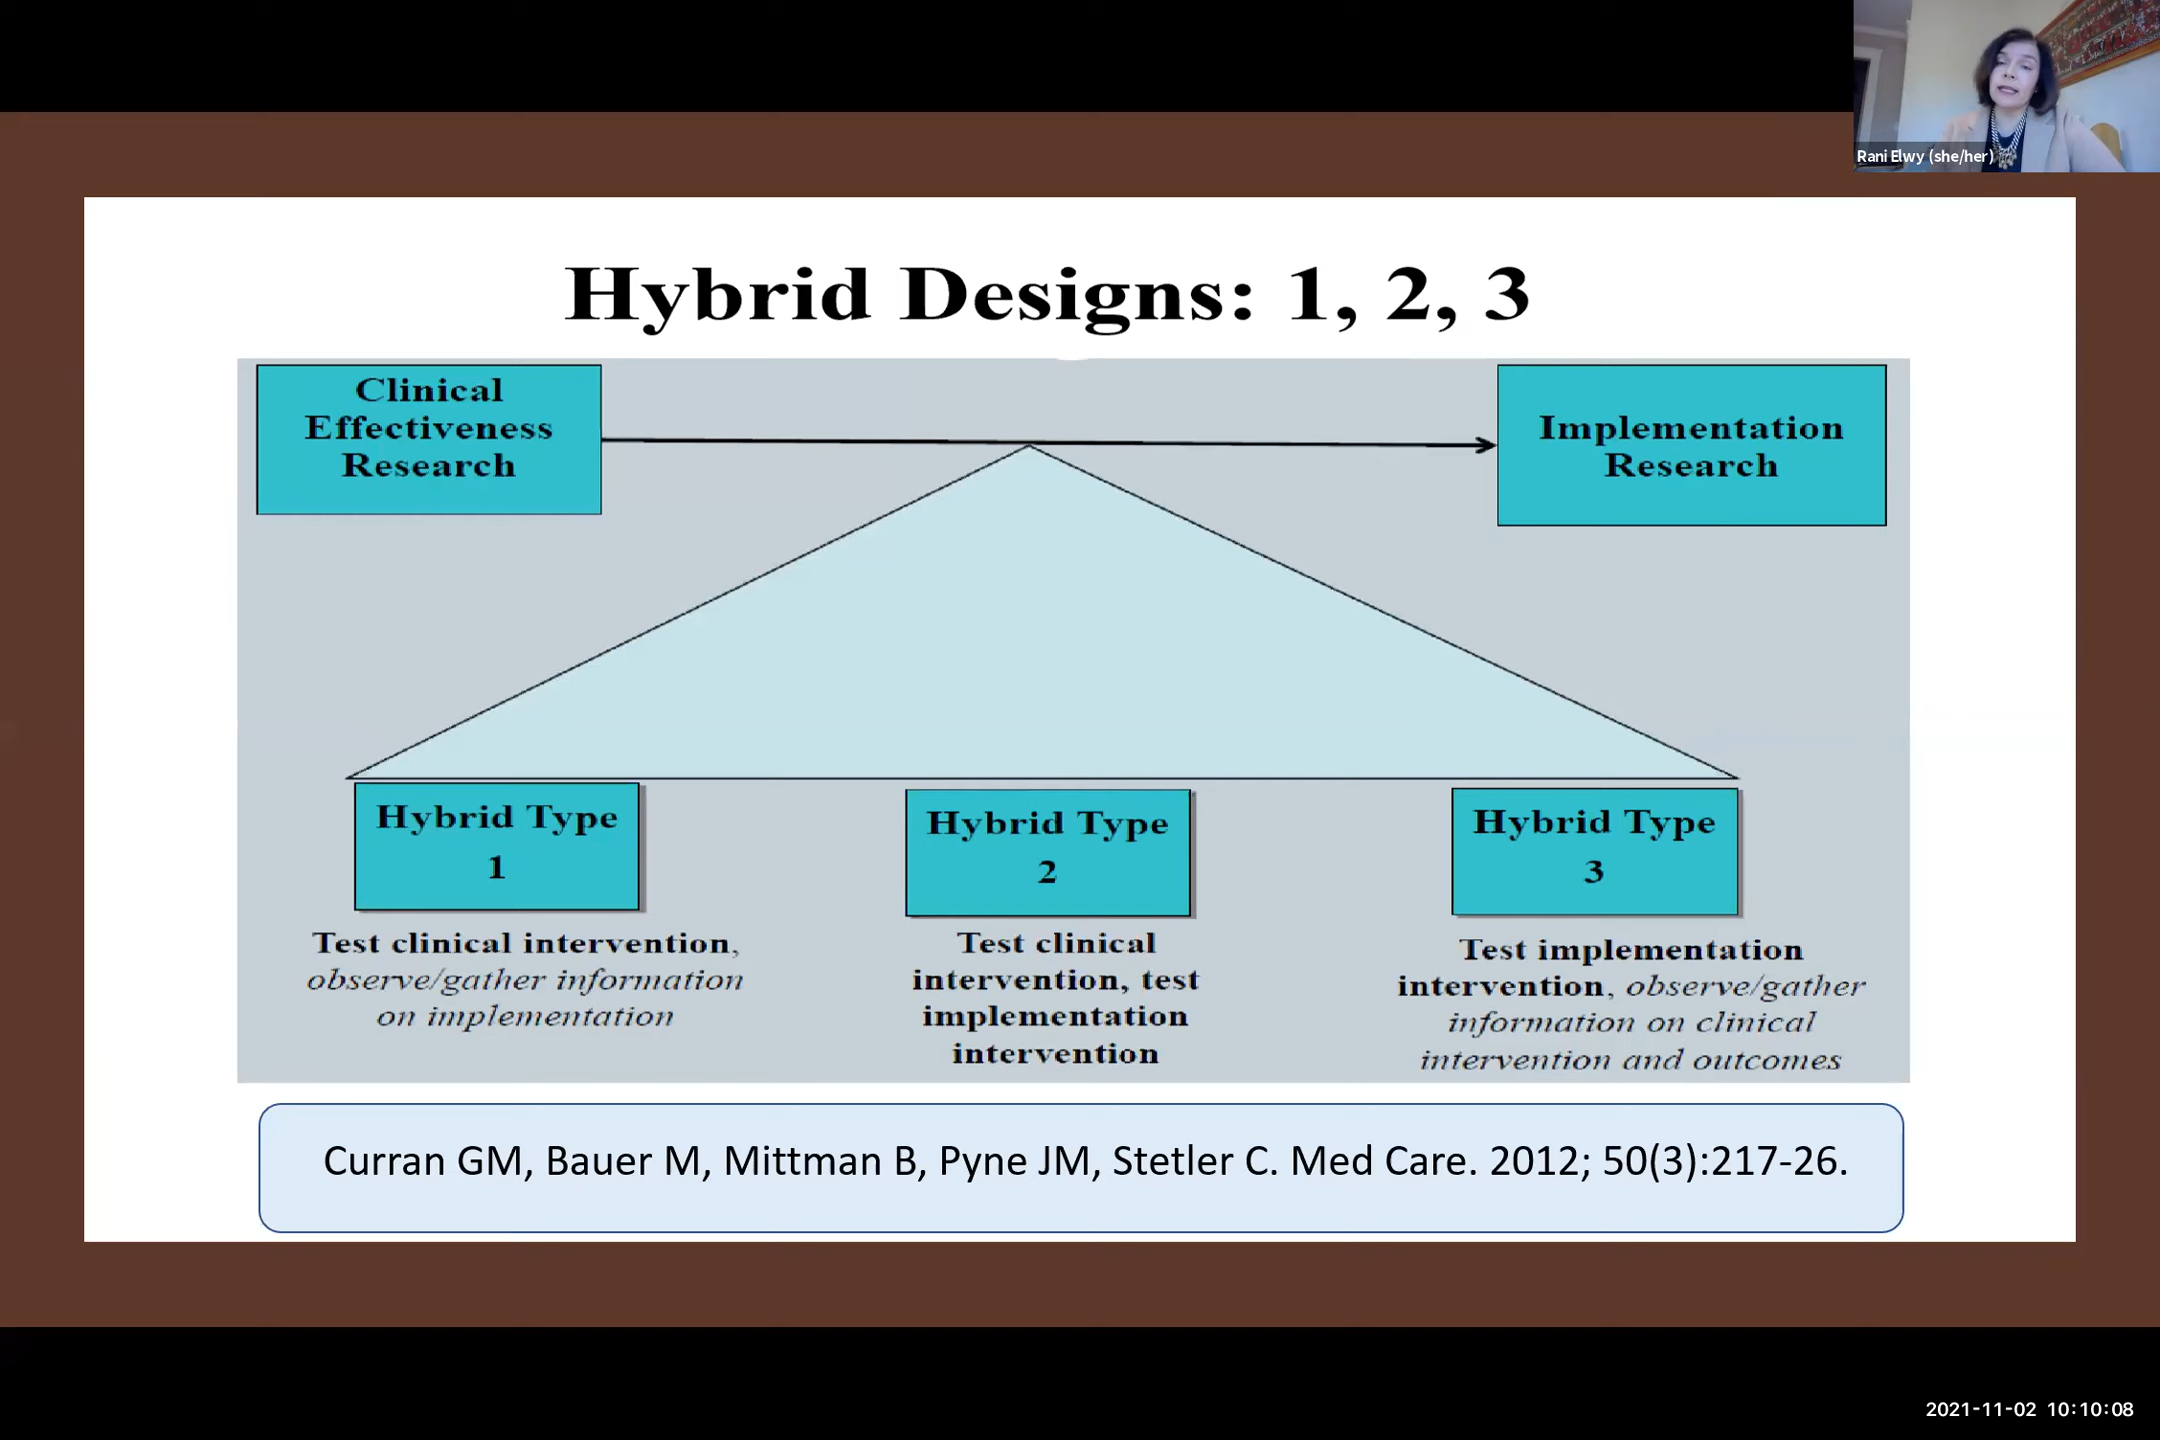 Rani Elwy (she/her)
Hybrid Designs: 1, 2, 3
Clinical
Effectiveness
Research
Implementation
Research
Hybrid Type
1
Test clinical intervention,
observe/gather information
on implementation
Hybrid Type
2
Test clinical
intervention, test
implementation
intervention
Hybrid Type
3
Test implementation
intervention, observe/gather
information on clinical
intervention and outcomes
Curran GM, Bauer M, Mittman B, Pyne JM, Stetler C. Med Care. 2012; 50(3):217-26.
2021-11-02 10:10:08